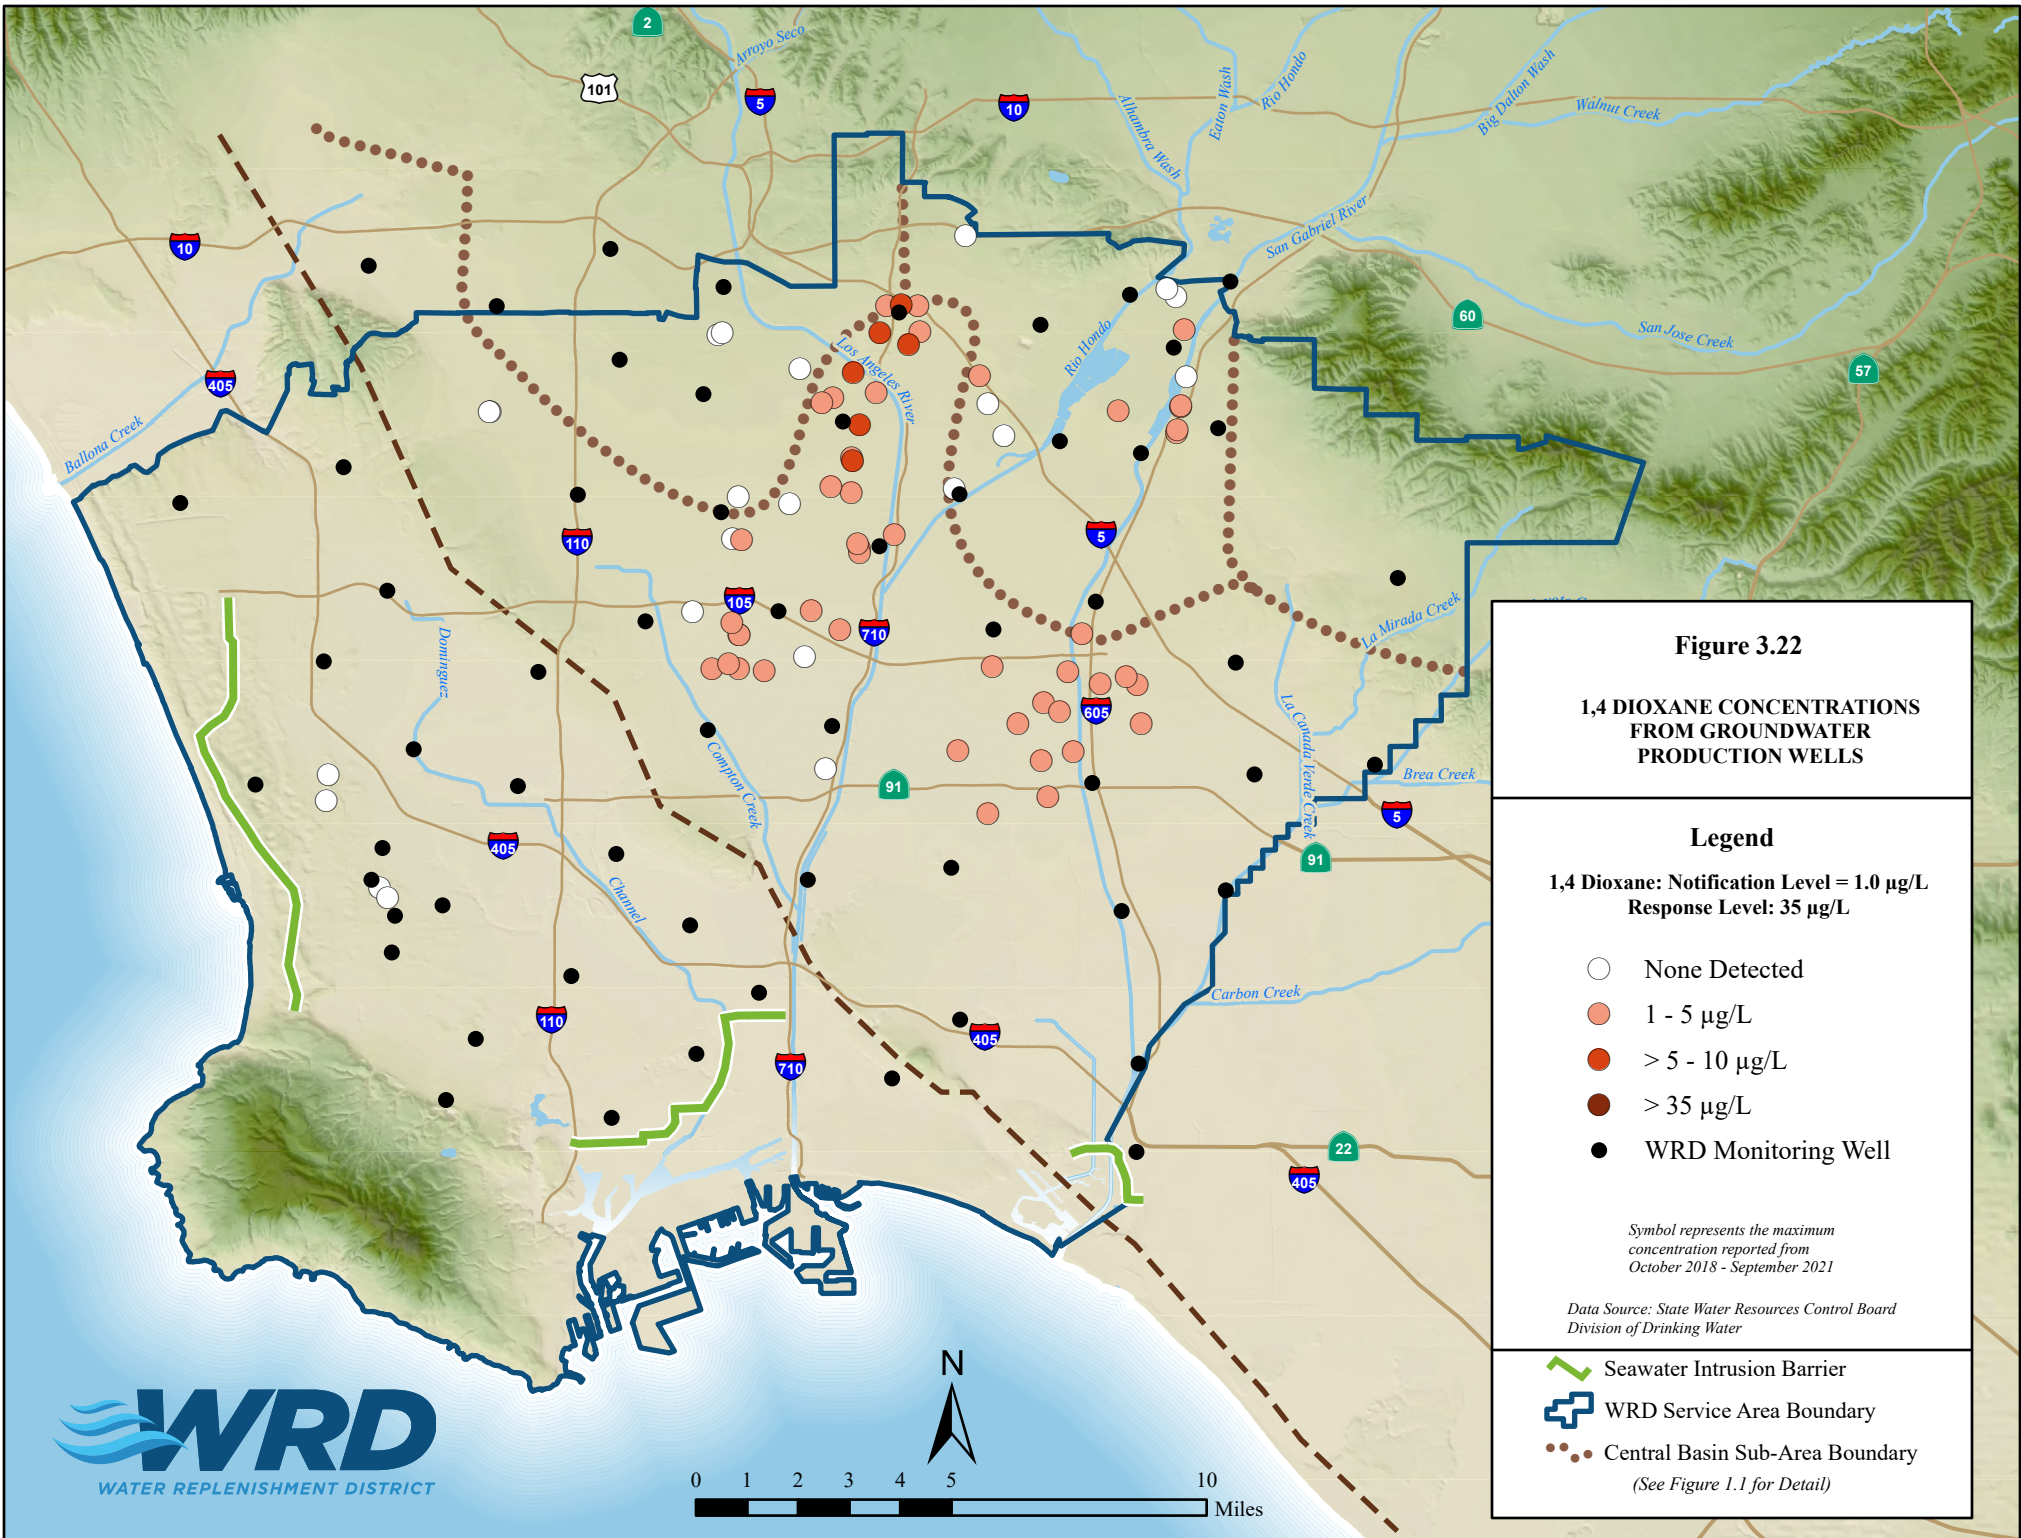 2
101
5
10
Arroyo Seco
Alhambra Wash
Eaton Wash
Rio Hondo
Big Dalton Wash
Walnut Creek
10
San Gabriel River
60
San Jose Creek
57
405
Ballona Creek
Los Angeles River
Rio Hondo
110
5
105
710
Dominguez
Channel
La Mirada Creek
605
La Canada Verde Creek
Compton Creek
91
Brea Creek
5
405
91
Carbon Creek
110
405
710
22
405
Figure 3.22
1,4 DIOXANE CONCENTRATIONS
FROM GROUNDWATER
PRODUCTION WELLS
Legend
1,4 Dioxane: Notification Level = 1.0 µg/L
Response Level: 35 µg/L
None Detected
1 - 5 µg/L
> 5 - 10 µg/L
> 35 µg/L
WRD Monitoring Well
Symbol represents the maximum
concentration reported from
October 2018 - September 2021
Data Source: State Water Resources Control Board
Division of Drinking Water
Seawater Intrusion Barrier
WRD Service Area Boundary
Central Basin Sub-Area Boundary
(See Figure 1.1 for Detail)
N
0 1 2 3 4 5 10
Miles
WRD
WATER REPLENISHMENT DISTRICT